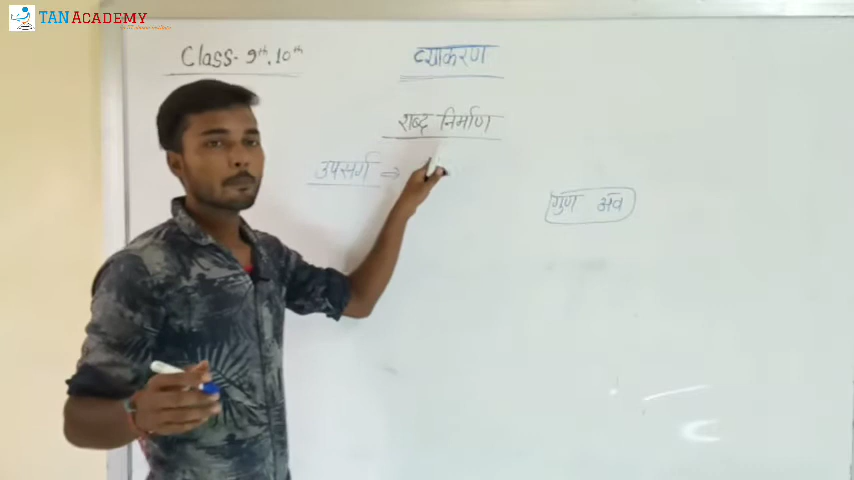 TAN ACADEMY
Class- 9th, 10th
व्याकरण
शब्द निर्माण
उपसर्ग ⇒
गुण अव